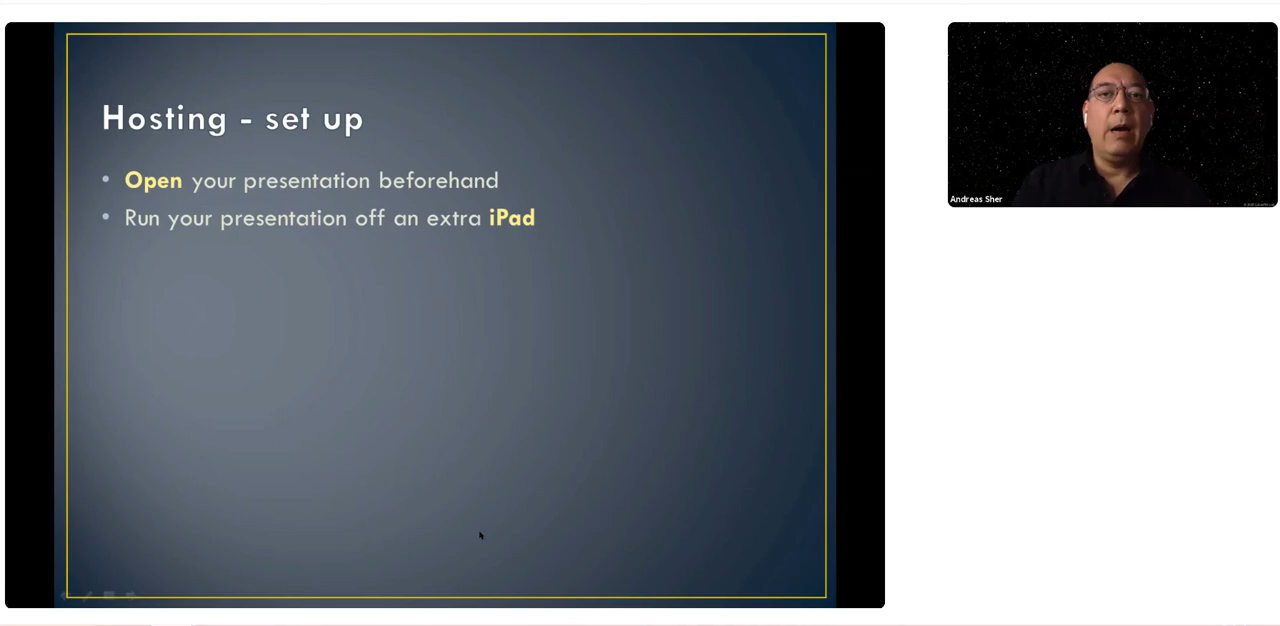 Hosting - set up
• Open your presentation beforehand
• Run your presentation off an extra iPad
Andreas Sher